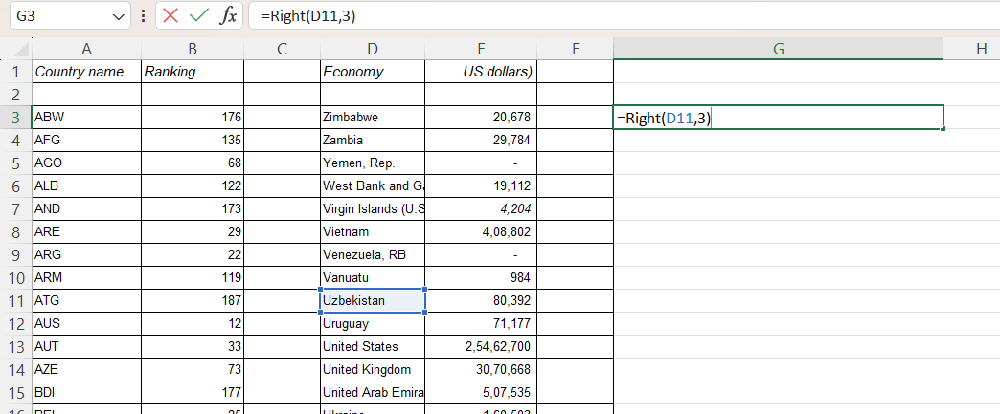 G3 fx =Right(D11,3)
A B C D E F G H
1 Country name Ranking Economy US dollars)
2
3 ABW 176 Zimbabwe 20,678 =Right(D11,3)
4 AFG 135 Zambia 29,784
5 AGO 68 Yemen, Rep. -
6 ALB 122 West Bank and Ga 19,112
7 AND 173 Virgin Islands (U.S 4,204
8 ARE 29 Vietnam 4,08,802
9 ARG 22 Venezuela, RB -
10 ARM 119 Vanuatu 984
11 ATG 187 Uzbekistan 80,392
12 AUS 12 Uruguay 71,177
13 AUT 33 United States 2,54,62,700
14 AZE 73 United Kingdom 30,70,668
15 BDI 177 United Arab Emira 5,07,535